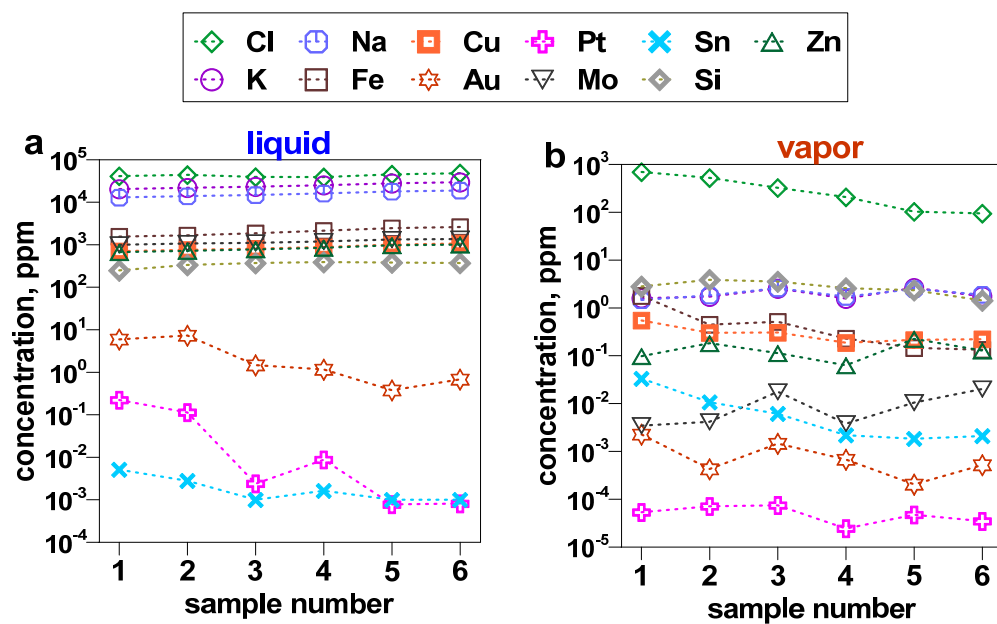 Cl Na Cu Pt Sn Zn
K Fe Au Mo Si
a liquid
b vapor
concentration, ppm
10^5
10^4
10^3
10^2
10^1
10^0
10^-1
10^-2
10^-3
10^-4
1 2 3 4 5 6
sample number
concentration, ppm
10^3
10^2
10^1
10^0
10^-1
10^-2
10^-3
10^-4
10^-5
1 2 3 4 5 6
sample number